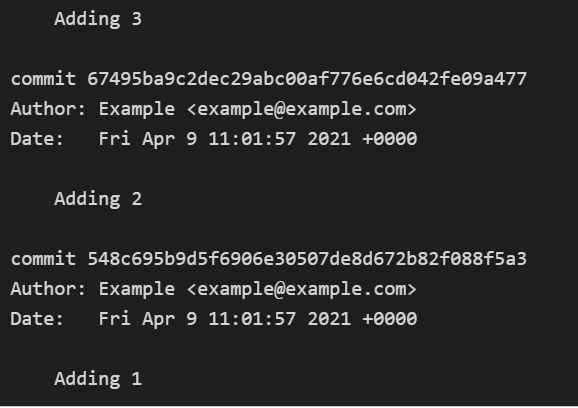 Adding 3
commit 67495ba9c2dec29abc00af776e6cd042fe09a477
Author: Example <example@example.com>
Date:   Fri Apr 9 11:01:57 2021 +0000
Adding 2
commit 548c695b9d5f6906e30507de8d672b82f088f5a3
Author: Example <example@example.com>
Date:   Fri Apr 9 11:01:57 2021 +0000
Adding 1